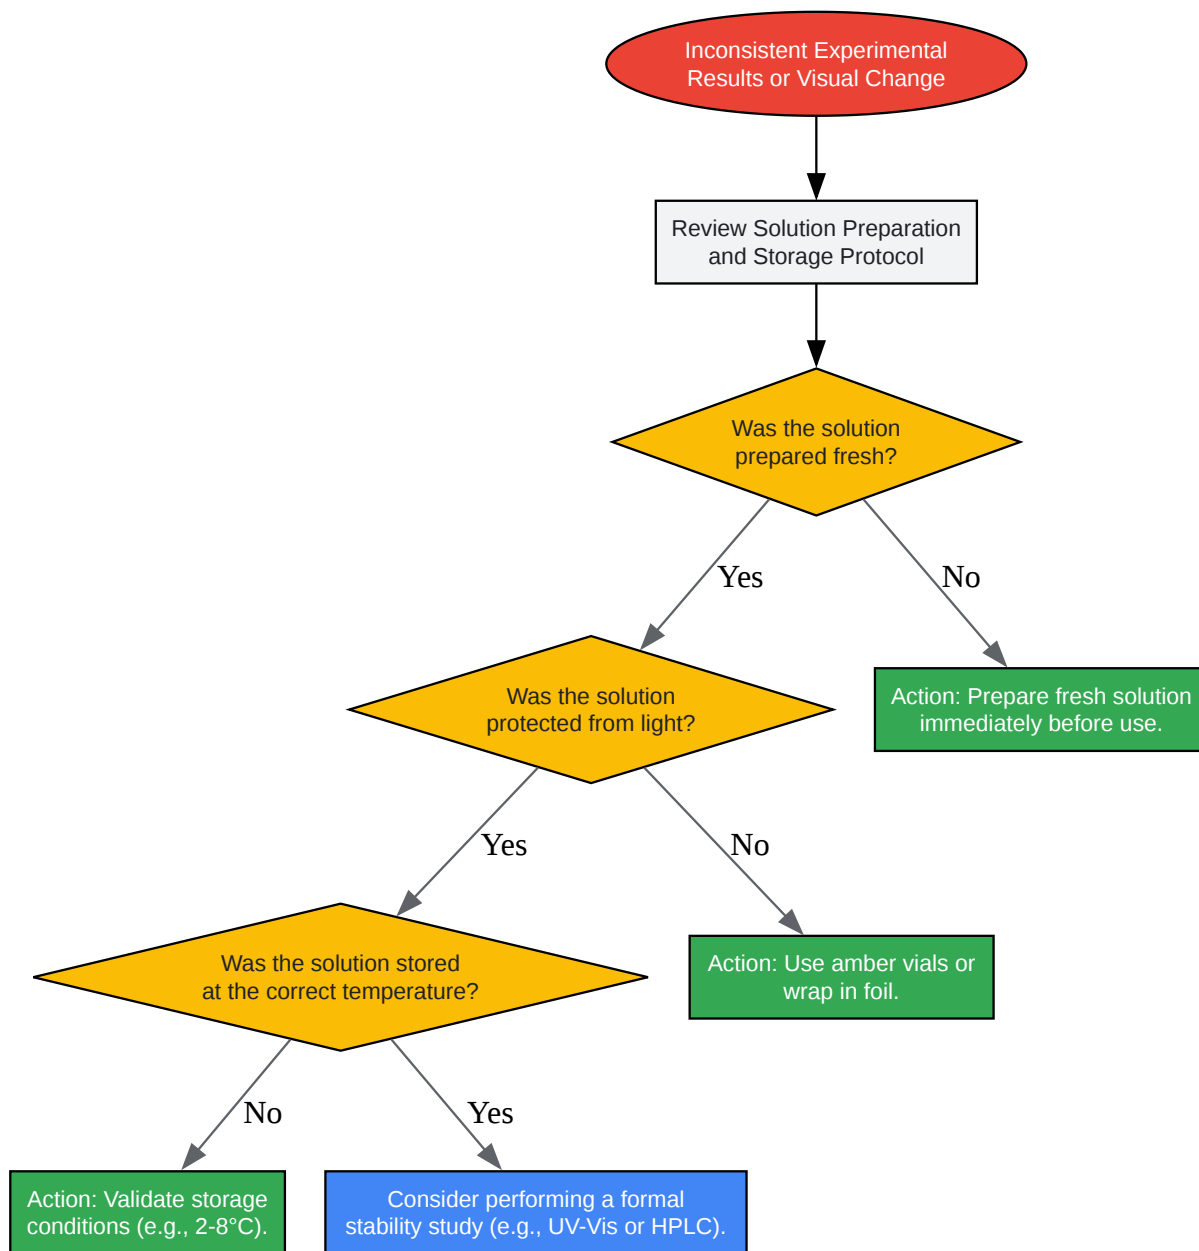 Inconsistent Experimental
Results or Visual Change
Review Solution Preparation
and Storage Protocol
Was the solution
prepared fresh?
Yes
No
Was the solution
protected from light?
Action: Prepare fresh solution
immediately before use.
Yes
No
Was the solution stored
at the correct temperature?
Action: Use amber vials or
wrap in foil.
No
Yes
Action: Validate storage
conditions (e.g., 2-8°C).
Consider performing a formal
stability study (e.g., UV-Vis or HPLC).